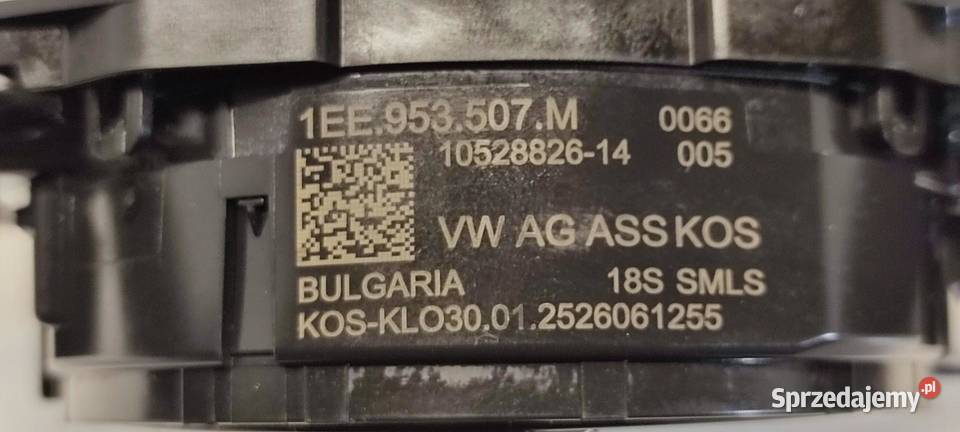 1EE.953.507.M 0066
10528826-14 005
VW AG ASS KOS
BULGARIA 18S SMLS
KOS-KLO30.01.2526061255
Sprzedajemy.pl